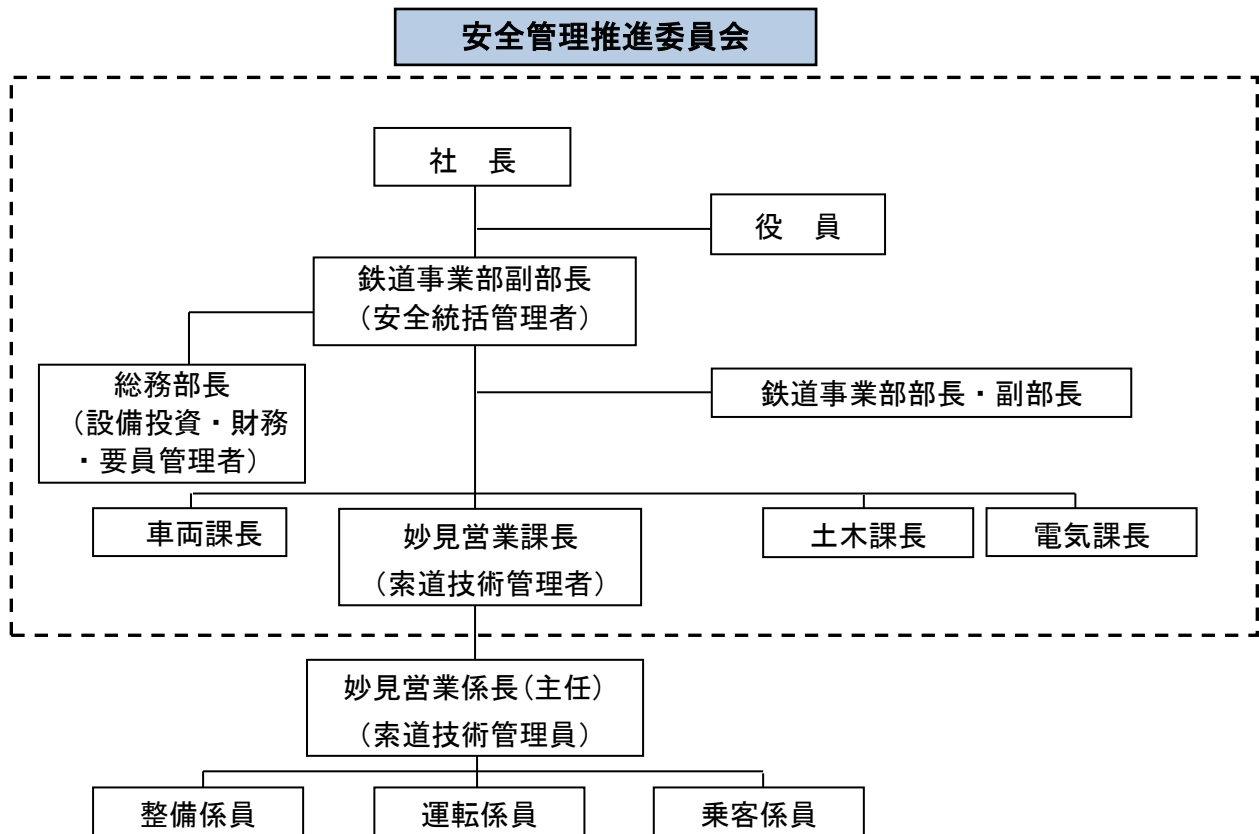 安全管理推進委員会
社　長
役　員
鉄道事業部副部長
（安全統括管理者）
総務部長
（設備投資・財務
・要員管理者）
鉄道事業部部長・副部長
車両課長
妙見営業課長
（索道技術管理者）
土木課長
電気課長
妙見営業係長（主任）
（索道技術管理員）
整備係員
運転係員
乗客係員